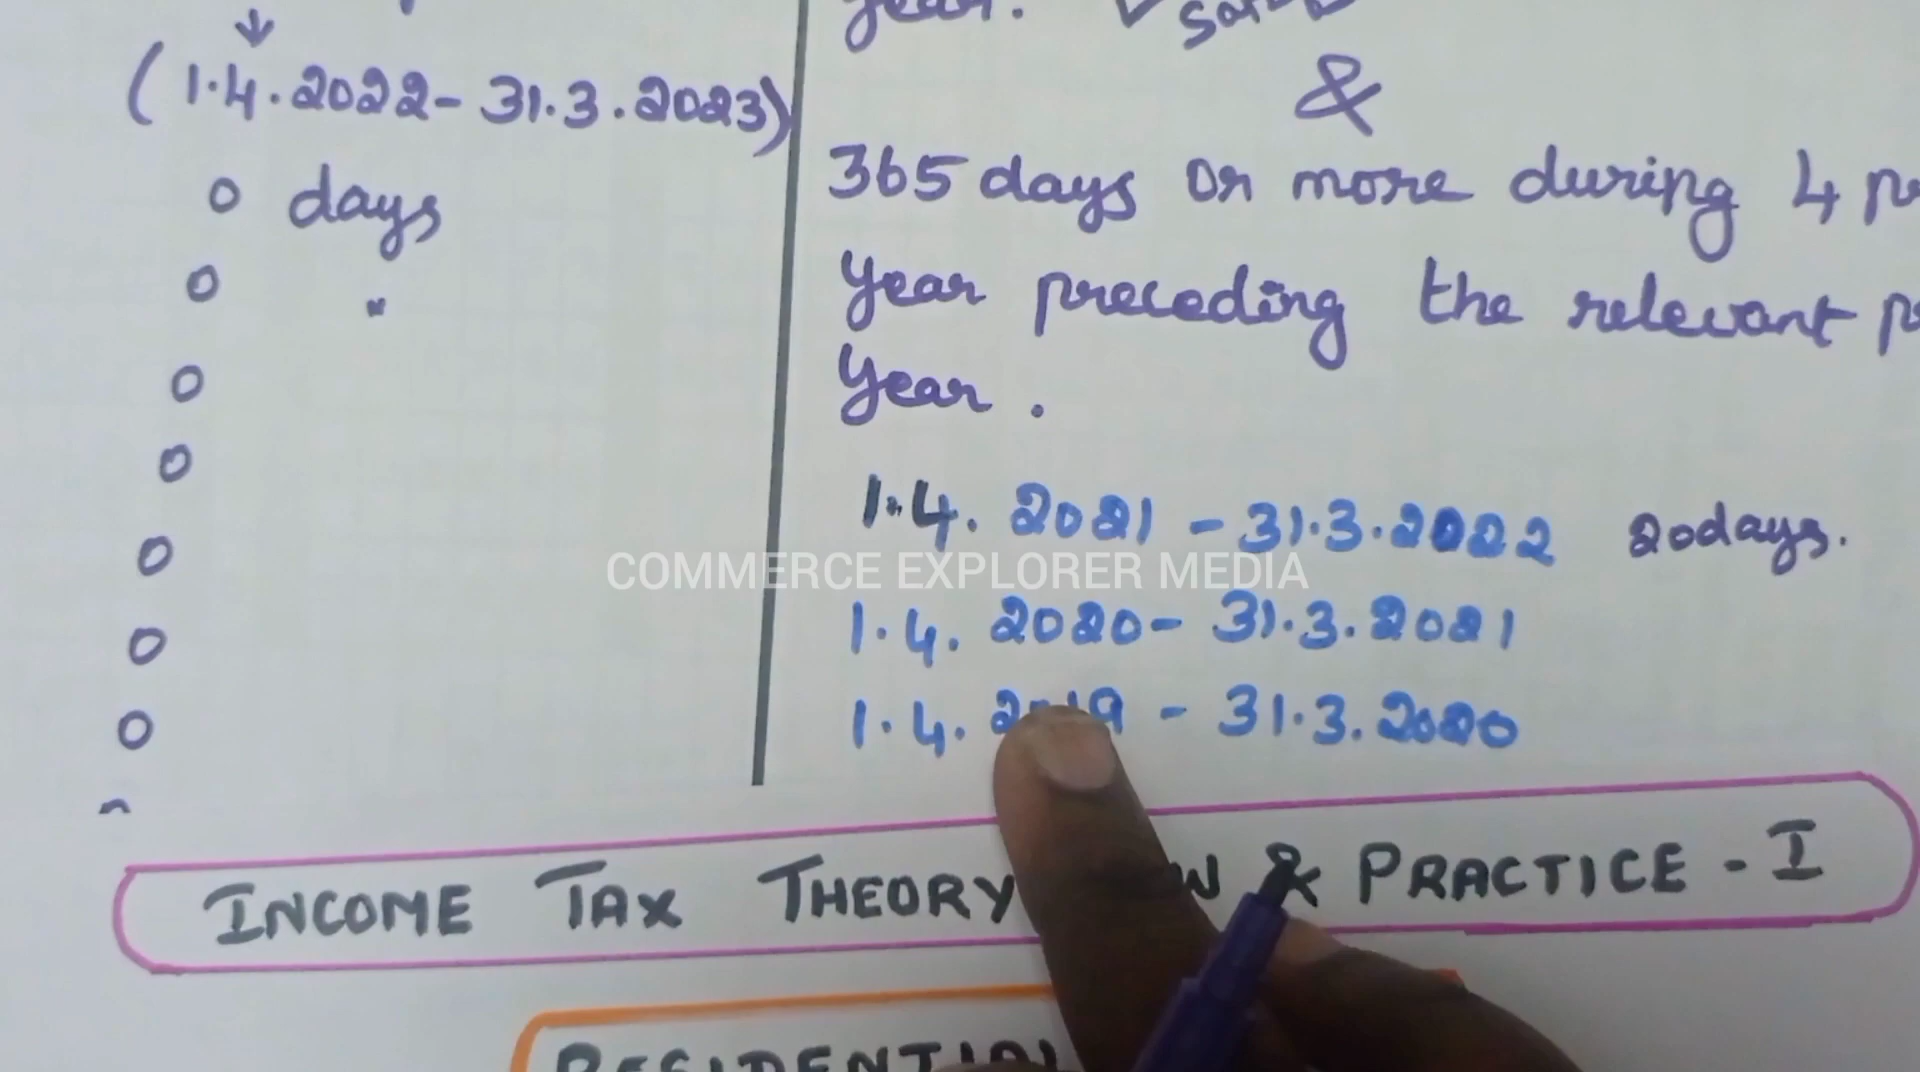 (1.4.2022 - 31.3.2023)
0 days
0 "
0
0
0
0
0
year.
&
365 days or more during 4
year preceding the relevant
year.
1.4.2021 - 31.3.2022 20days.
1.4.2020 - 31.3.2021
1.4.2019 - 31.3.2020
COMMERCE EXPLORER MEDIA
INCOME TAX THEORY & PRACTICE - I